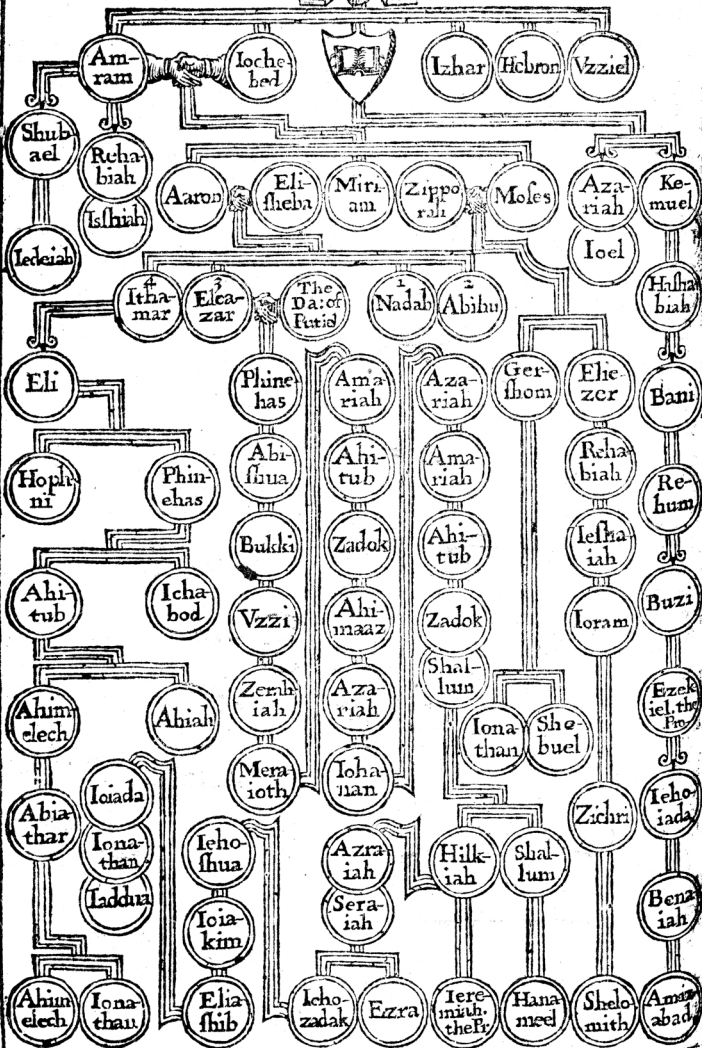 Am-
ram
Ioche-
bed
Izhar
Hebron
Vzziel
Shub-
ael
Reha-
biah
Isshiah
Iedeiah
Aaron
Eli-
sheba
Miri-
am
Zippo
rah
Moses
Aza-
riah
Ioel
Ke-
muel
Hasha
biah
4
Itha-
mar
3
Elea-
zar
The
Da: of
Putiel
1
Nadab
2
Abihu
Eli
Phine
has
Ama-
riah
Aza-
riah
Ger-
shom
Elie-
zer
Bani
Hoph
ni
Phin-
ehas
Abi-
shua
Ahi-
tub
Ama-
riah
Reha-
biah
Re-
hum
Bukki
Zadok
Ahi-
tub
Iesha-
iah
Ahi-
tub
Icha-
bod
Vzzi
Ahi-
maaz
Zadok
Ioram
Buzi
Shal-
lum
Ahim-
elech
Ahiah
Zerah-
iah
Aza-
riah
Iona-
than
She-
buel
Ezek
iel. the
Pro
Mera-
ioth
Ioha-
nan
Ioiada
Abia-
thar
Iona-
than
Iaddua
Ieho-
shua
Azra-
iah
Hilk-
iah
Shal-
lum
Zichri
Ieho-
iada
Ioia-
kim
Sera-
iah
Bena-
iah
Ahim
elech
Iona-
than
Elia-
shib
Ieho-
zadak
Ezra
Iere-
miah.
the Pr.
Hana-
meel
Shelo-
mith
Amiz
abad